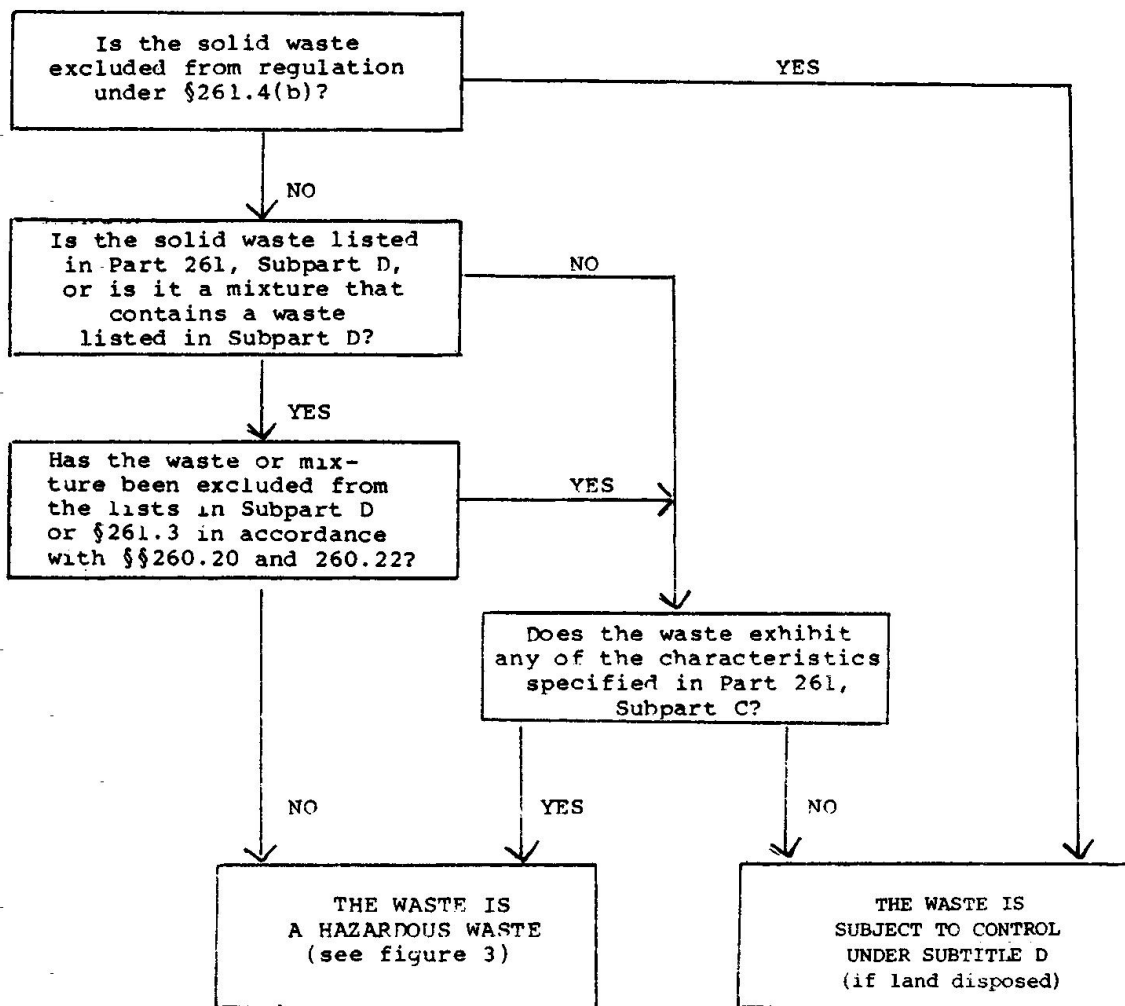 Is the solid waste
excluded from regulation
under §261.4(b)?
YES
NO
Is the solid waste listed
in Part 261, Subpart D,
or is it a mixture that
contains a waste
listed in Subpart D?
NO
YES
Has the waste or mix-
ture been excluded from
the lists in Subpart D
or §261.3 in accordance
with §§260.20 and 260.22?
YES
Does the waste exhibit
any of the characteristics
specified in Part 261,
Subpart C?
NO
YES
NO
THE WASTE IS
A HAZARDOUS WASTE
(see figure 3)
THE WASTE IS
SUBJECT TO CONTROL
UNDER SUBTITLE D
(if land disposed)